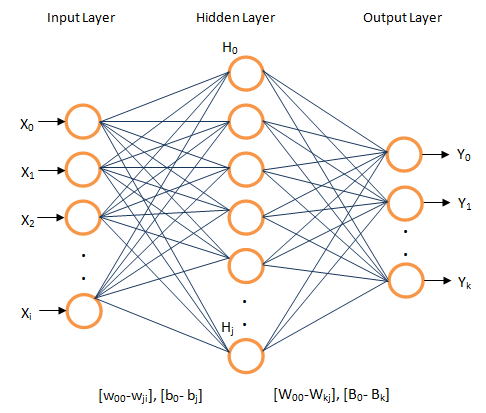 Input Layer Hidden Layer Output Layer
H0
X0
X1
X2
Xi
Hj
Y0
Y1
Yk
[w00-wji], [b0- bj] [W00-Wkj], [B0- Bk]